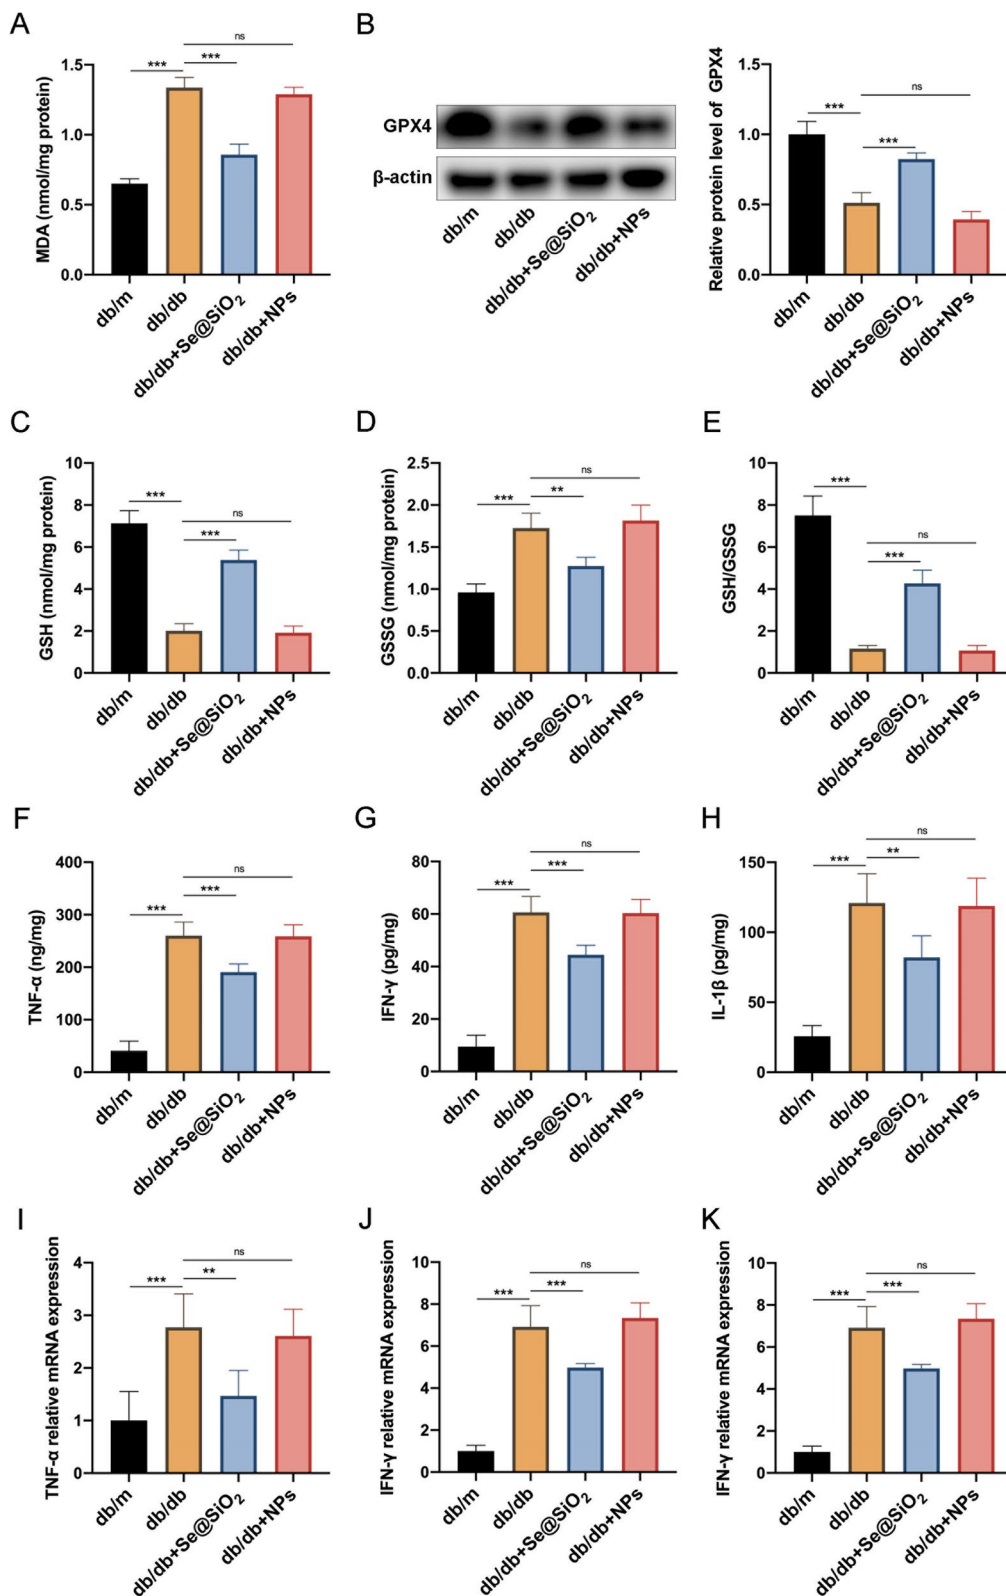 A
MDA (nmol/mg protein)
1.5
1.0
0.5
0.0
***
***
ns
db/m
db/db
db/db+Se@SiO₂
db/db+NPs
B
GPX4
β-actin
db/m
db/db
db/db+Se@SiO₂
db/db+NPs
Relative protein level of GPX4
1.5
1.0
0.5
0.0
***
***
ns
db/m
db/db
db/db+Se@SiO₂
db/db+NPs
C
GSH (nmol/mg protein)
10
8
6
4
2
0
***
***
ns
db/m
db/db
db/db+Se@SiO₂
db/db+NPs
D
GSSG (nmol/mg protein)
2.5
2.0
1.5
1.0
0.5
0.0
***
**
ns
db/m
db/db
db/db+Se@SiO₂
db/db+NPs
E
GSH/GSSG
10
8
6
4
2
0
***
***
ns
db/m
db/db
db/db+Se@SiO₂
db/db+NPs
F
TNF-α (ng/mg)
400
300
200
100
0
***
***
ns
db/m
db/db
db/db+Se@SiO₂
db/db+NPs
G
IFN-γ (pg/mg)
80
60
40
20
0
***
***
ns
db/m
db/db
db/db+Se@SiO₂
db/db+NPs
H
IL-1β (pg/mg)
150
100
50
0
***
**
ns
db/m
db/db
db/db+Se@SiO₂
db/db+NPs
I
TNF-α relative mRNA expression
4
3
2
1
0
***
**
ns
db/m
db/db
db/db+Se@SiO₂
db/db+NPs
J
IFN-γ relative mRNA expression
10
8
6
4
2
0
***
***
ns
db/m
db/db
db/db+Se@SiO₂
db/db+NPs
K
IFN-γ relative mRNA expression
10
8
6
4
2
0
***
***
ns
db/m
db/db
db/db+Se@SiO₂
db/db+NPs